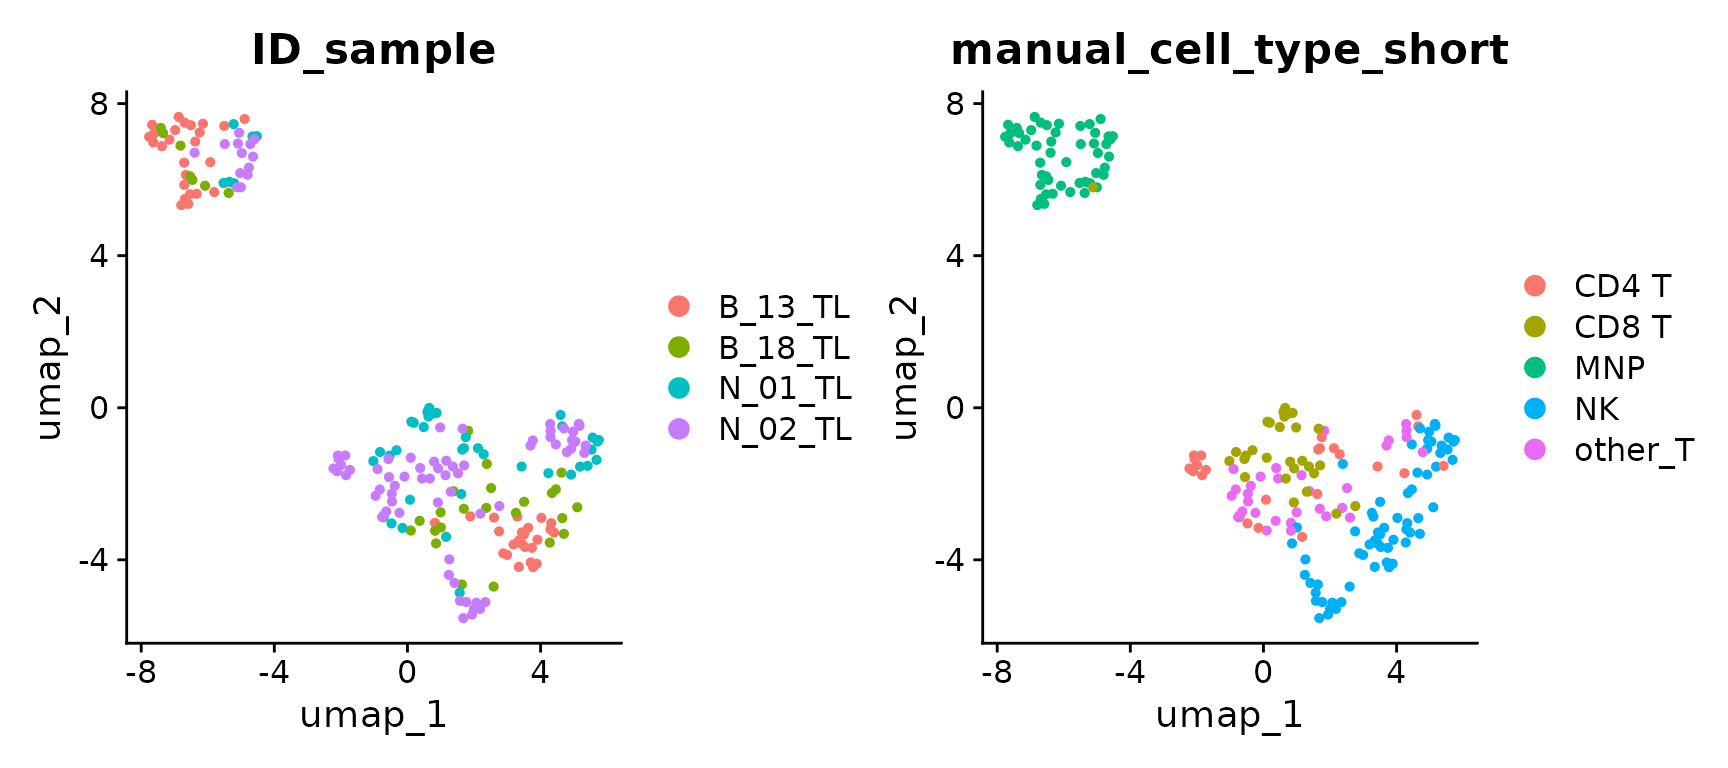 ID_sample
8
4
0
-4
umap_2
-8
-4
0
4
umap_1
B_13_TL
B_18_TL
N_01_TL
N_02_TL
manual_cell_type_short
8
4
0
-4
umap_2
-8
-4
0
4
umap_1
CD4 T
CD8 T
MNP
NK
other_T